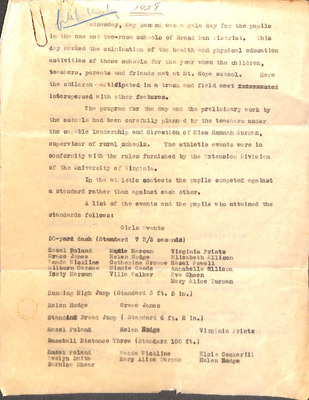 1929
Wednesday, May was a gala day for the pupils
in the one and two-room schools of Broad Run District. This
day marked the culmination of the health and physical education
activities of these schools for the year when the children,
teachers, parents and friends met at Mt. Hope school. Here
the children participated in a track and field meet
interspersed with other features.
The program for the day and the preliminary work by
the schools had been carefully planned by the teachers under
the capable leadership and direction of Miss Hannah Norman,
supervisor of rural schools. The athletic events were in
conformity with the rules furnished by the Extension Division
of the University of Virginia.
In the athletic contests the pupils competed against
a standard rather than against each other.
A list of the events and the pupils who attained the
standards follows:
Girls Events
50-yard dash (Standard 7 3/5 seconds)
Hazel Poland Marcum Virginia Prints
Grace Jones Helen Hodge Elizabeth Allison
Wanda Wickline Catherine Hazel Powell
Wilbura Carnes Minnie Annabelle Allison
Marcum Villa Walker Eva Cheen
Mary Alice Turman
Running High Jump (Standard 3 ft. 6 in.)
Helen Hodge Grace Jones
Standing Broad Jump ( Standard 6 ft. 2 in.)
Hazel Poland Helen Hodge Virginia Prints
Baseball Distance Throw (Standard 100 ft.)
Hazel Poland Wanda Wickline Elsie Cockerill
Evelyn Smith Mary Alice Turman Helen Hodge
Bernice